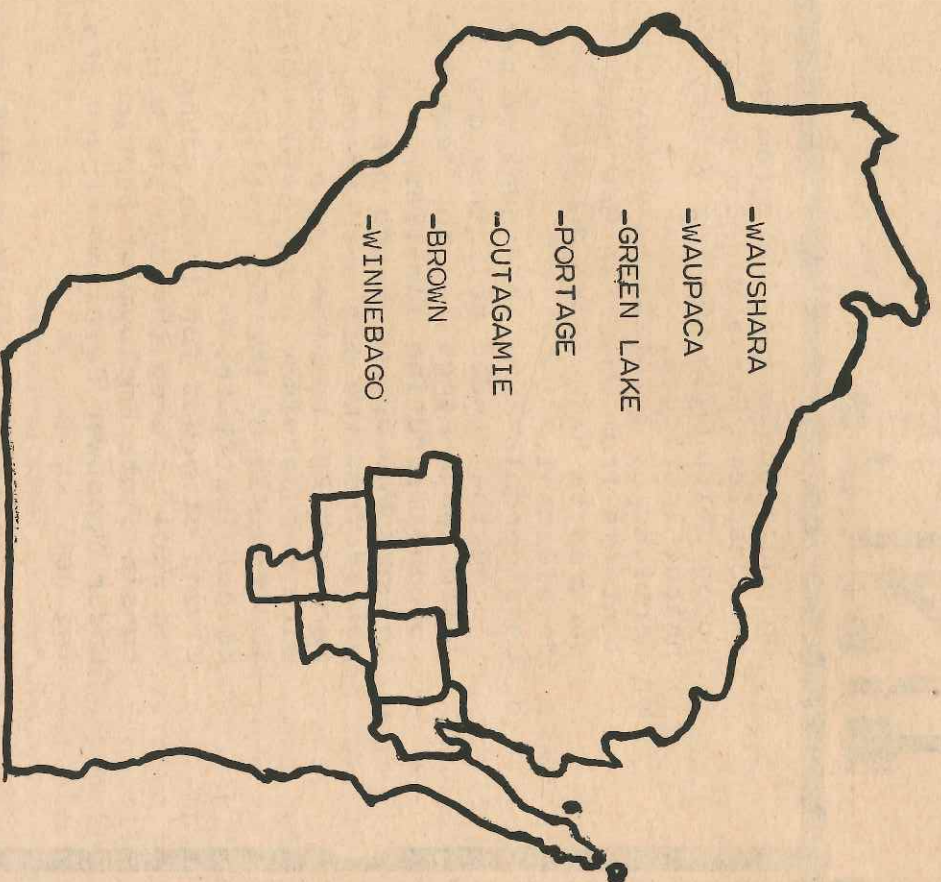 -WAUSHARA
-WAUPACA
-GREEN LAKE
-PORTAGE
-OUTAGAMIE
-BROWN
-WINNEBAGO